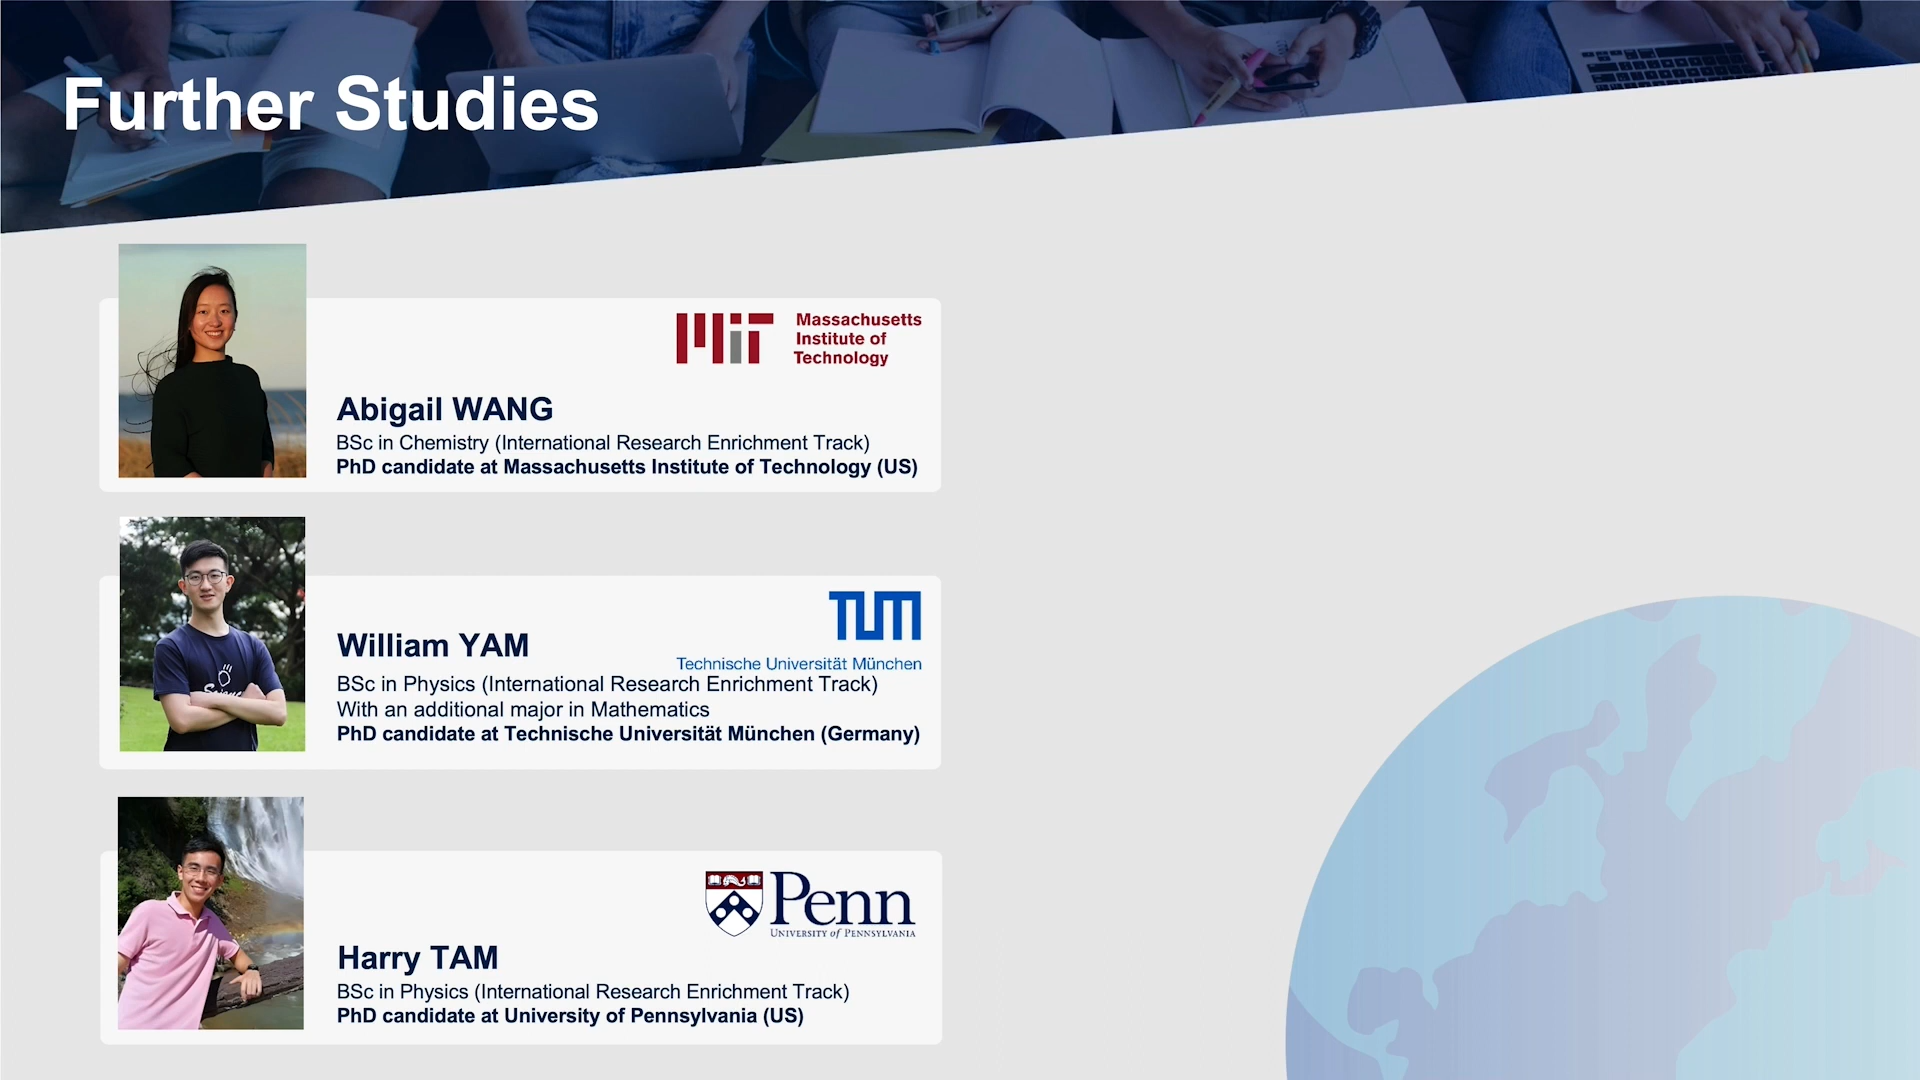 Further Studies
MIT
Massachusetts
Institute of
Technology
Abigail WANG
BSc in Chemistry (International Research Enrichment Track)
PhD candidate at Massachusetts Institute of Technology (US)
TUM
Technische Universität München
William YAM
BSc in Physics (International Research Enrichment Track)
With an additional major in Mathematics
PhD candidate at Technische Universität München (Germany)
Science
Penn
UNIVERSITY of PENNSYLVANIA
Harry TAM
BSc in Physics (International Research Enrichment Track)
PhD candidate at University of Pennsylvania (US)